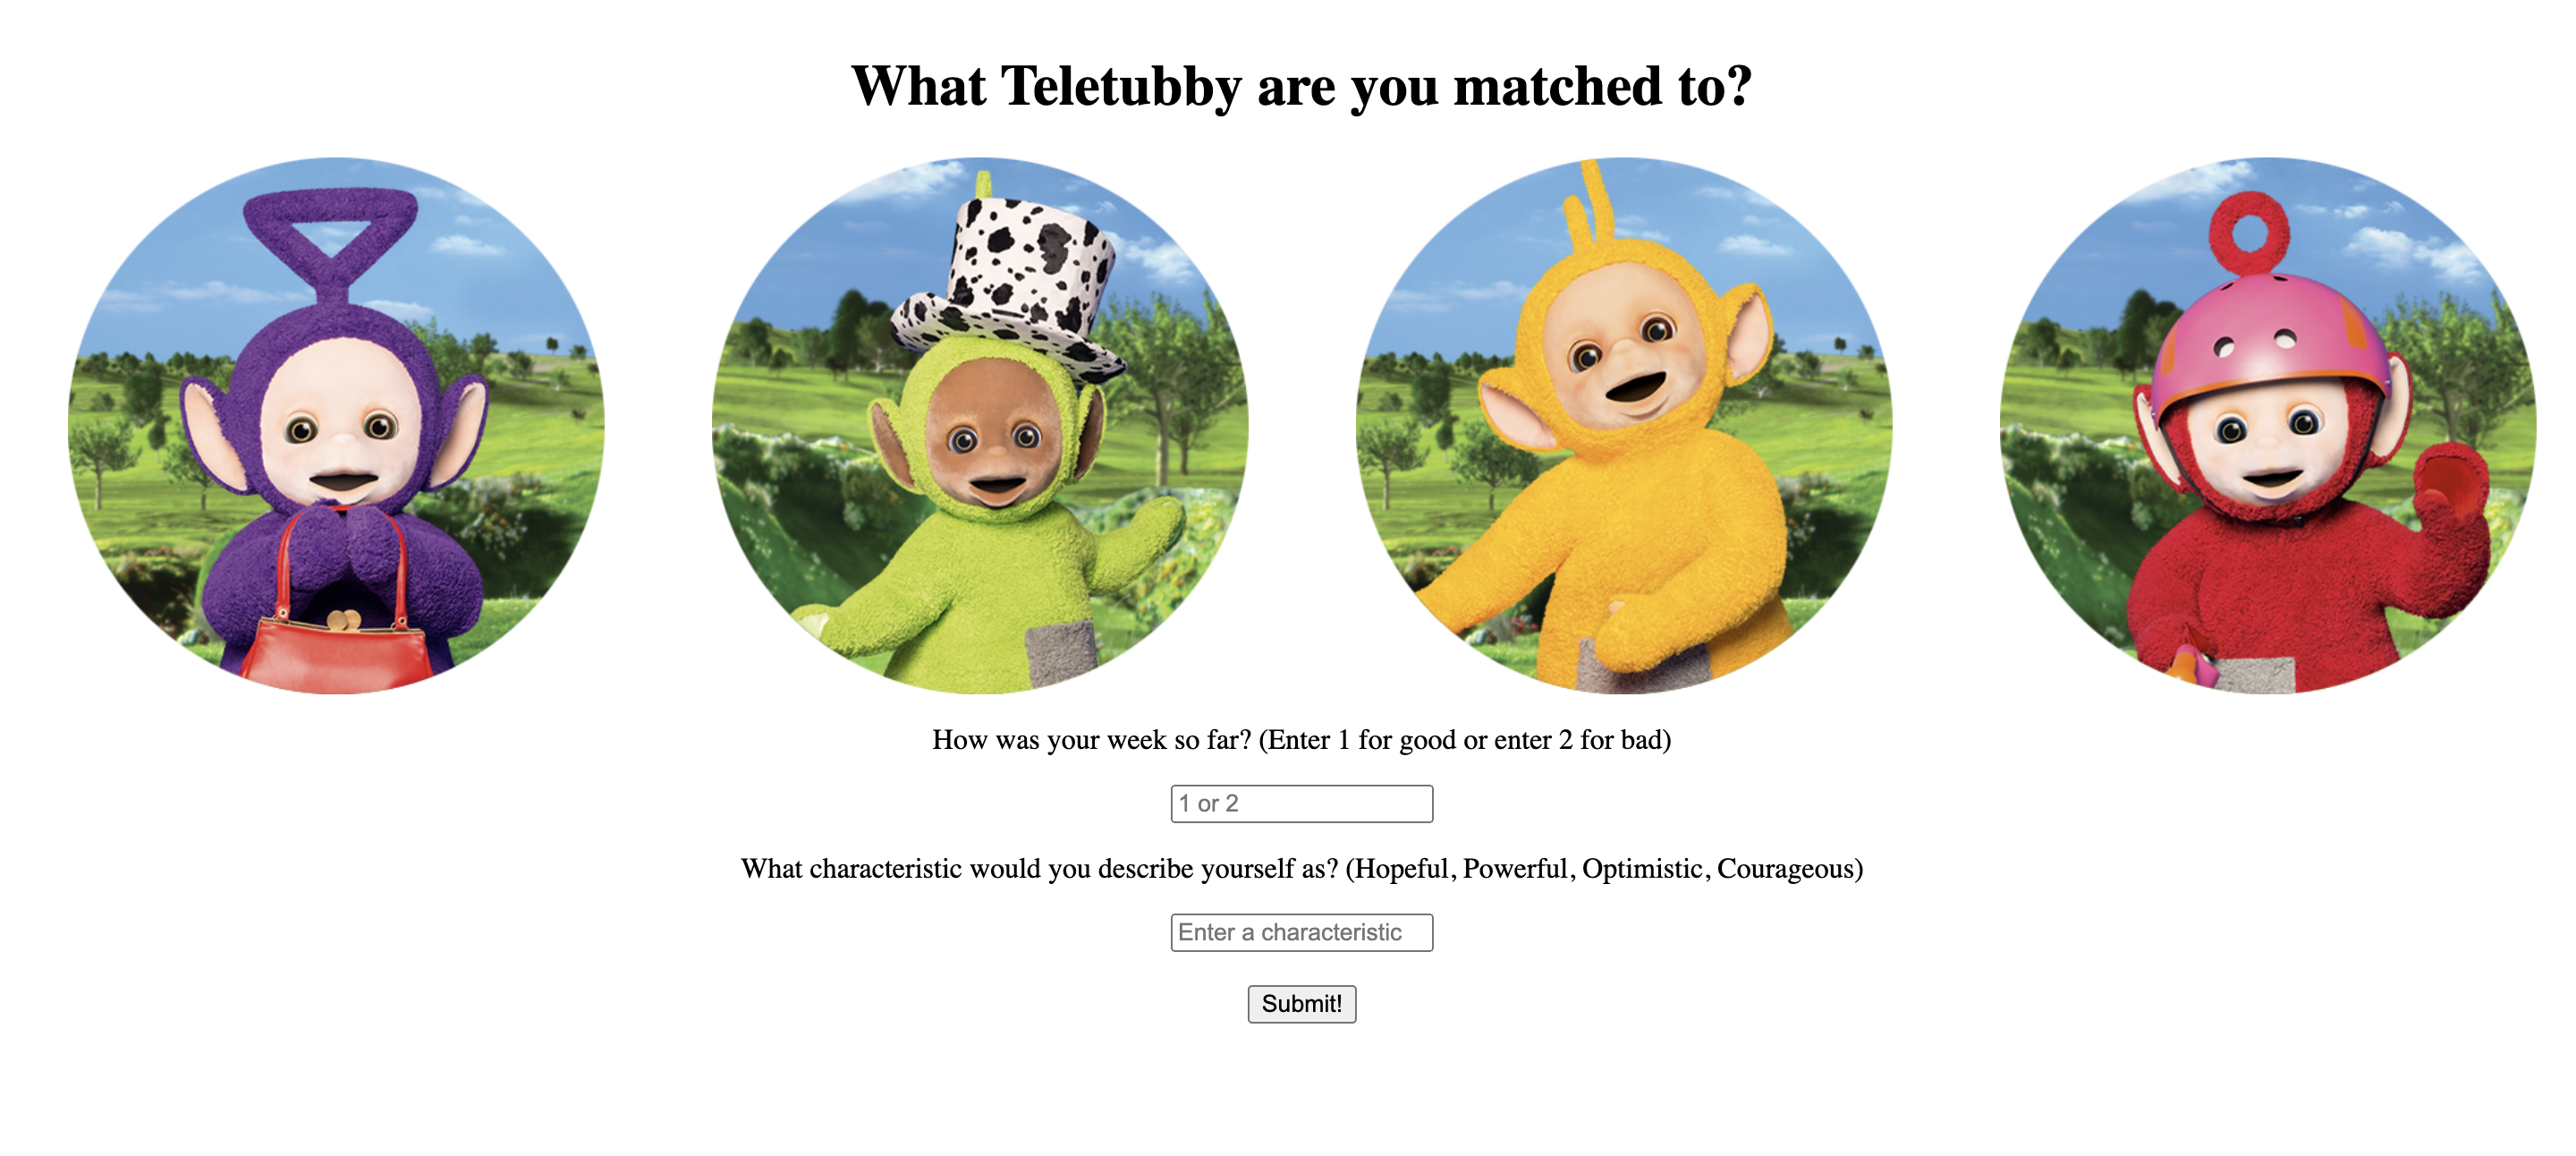 What Teletubby are you matched to?
How was your week so far? (Enter 1 for good or enter 2 for bad)
1 or 2
What characteristic would you describe yourself as? (Hopeful, Powerful, Optimistic, Courageous)
Enter a characteristic
Submit!